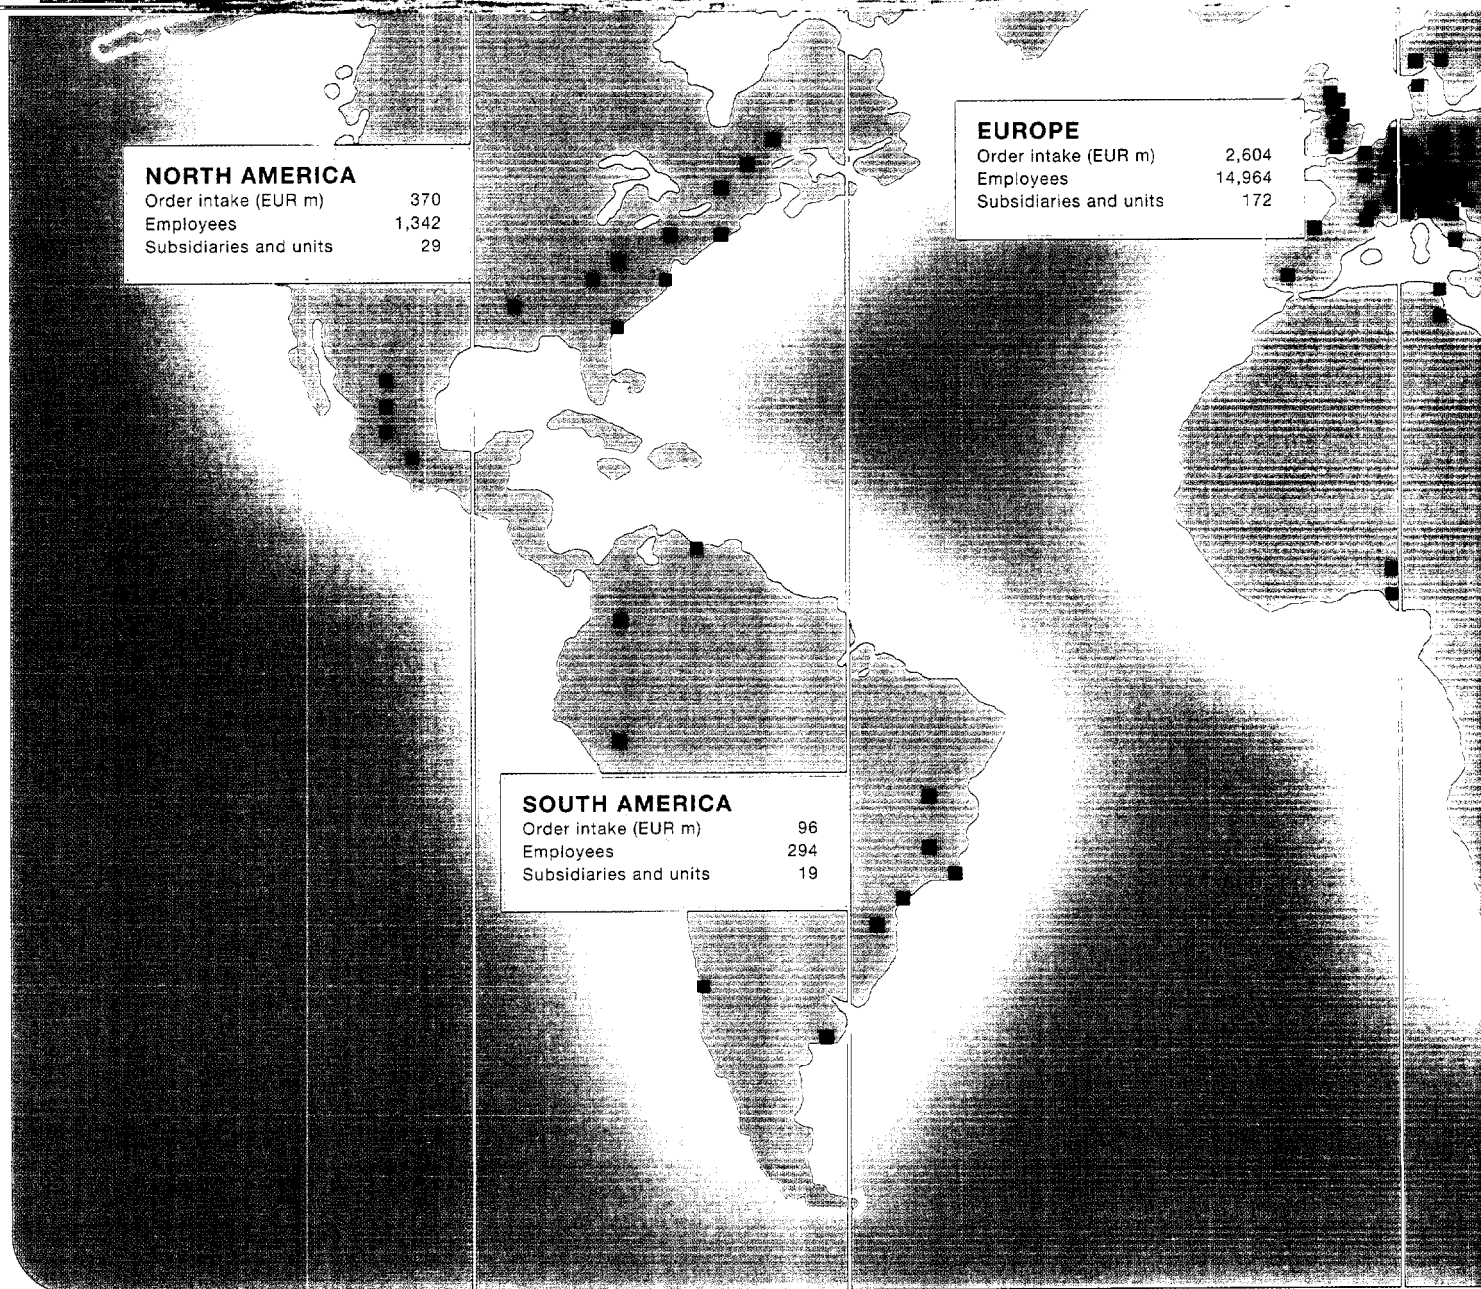 NORTH AMERICA
Order intake (EUR m) 370
Employees 1,342
Subsidiaries and units 29
EUROPE
Order intake (EUR m) 2,604
Employees 14,964
Subsidiaries and units 172
SOUTH AMERICA
Order intake (EUR m) 96
Employees 294
Subsidiaries and units 19